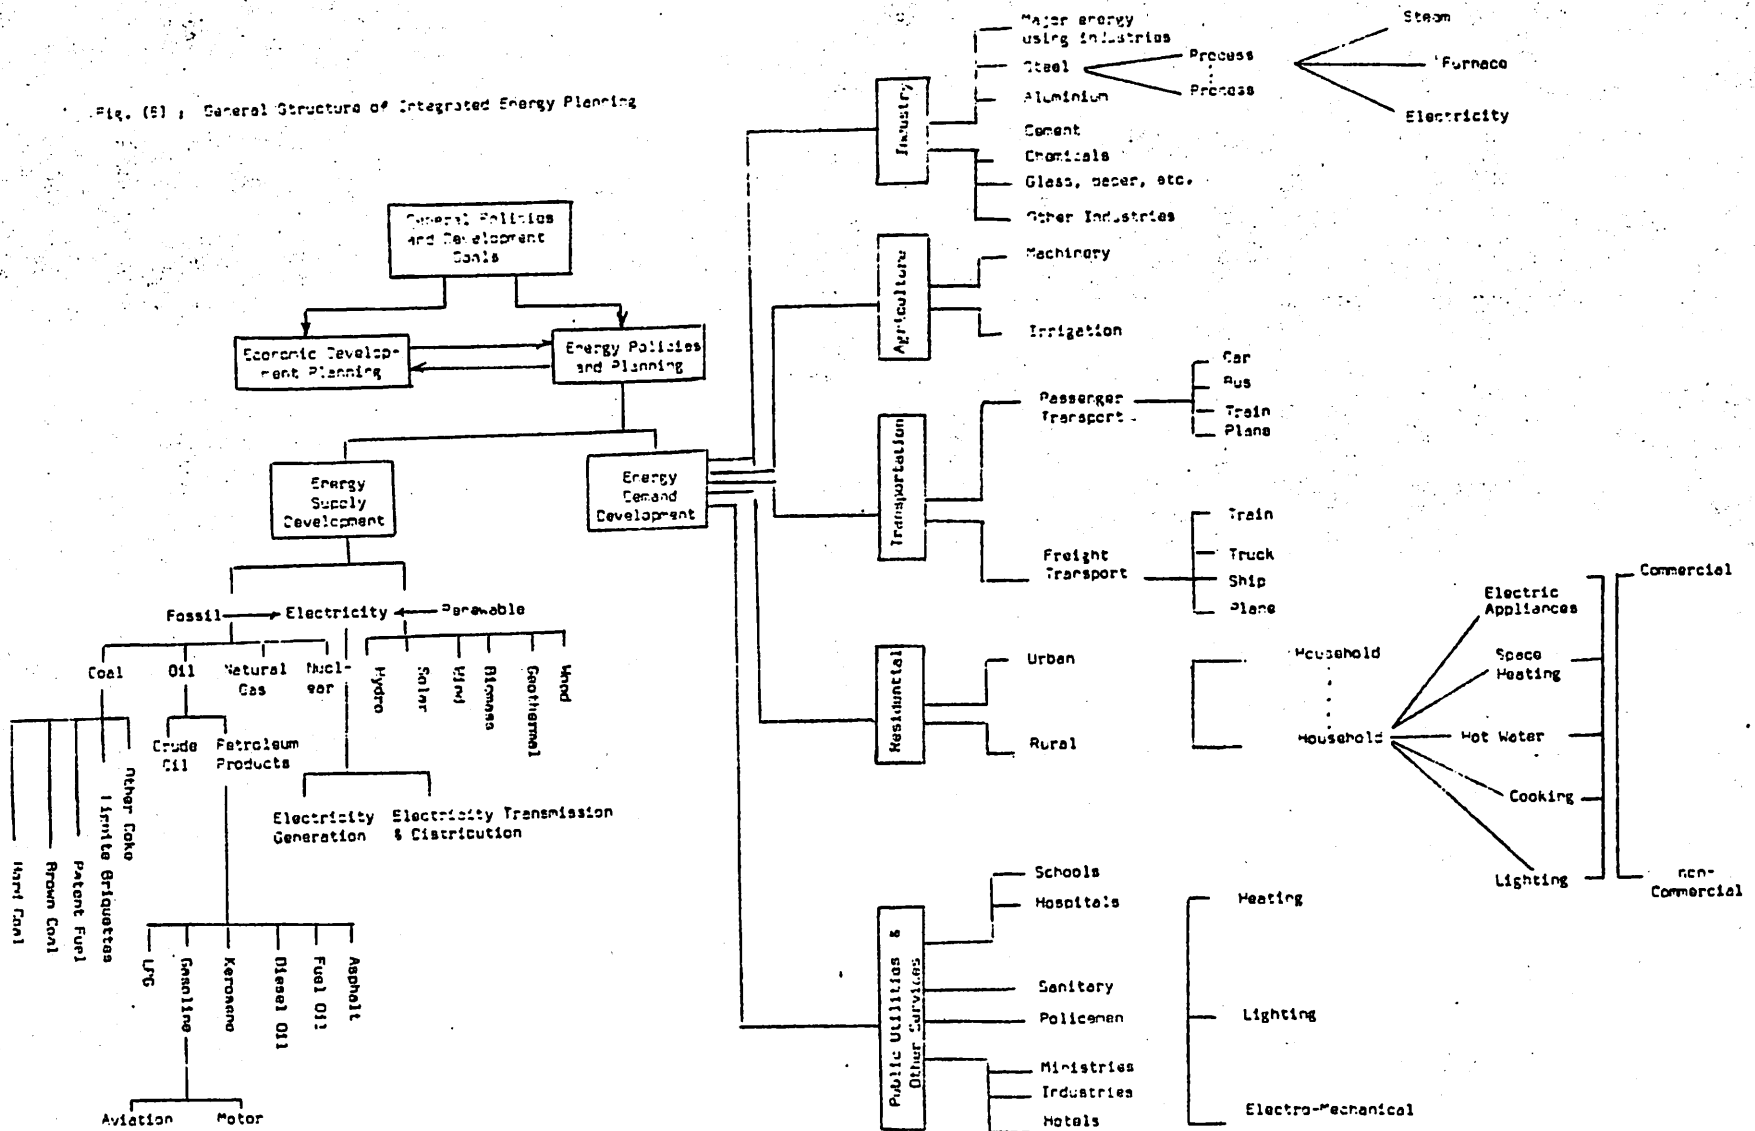 Fig. (6) ; General Structure of Integrated Energy Planning
General Policies
and Development
Goals
Economic Develop-
ment Planning
Energy Policies
and Planning
Energy
Supply
Development
Energy
Demand
Development
Fossil
Electricity
Renewable
Coal
Oil
Natural
Gas
Nucl-
ear
Hydro
Solar
Wind
Biomass
Geothermal
Wood
Hard Coal
Brown Coal
Patent Fuel
Lignite Briquettes
Other Coke
Crude
Oil
Petroleum
Products
Electricity
Generation
Electricity Transmission
& Distribution
LPG
Gasoline
Kerosene
Diesel Oil
Fuel Oil
Asphalt
Aviation
Motor
Industry
Major energy
using industries
Steel
Process
Process
Steam
Furnace
Electricity
Aluminium
Cement
Chemicals
Glass, paper, etc.
Other Industries
Agriculture
Machinery
Irrigation
Transportation
Passenger
Transport
Car
Bus
Train
Plane
Freight
Transport
Train
Truck
Ship
Plane
Residential
Urban
Rural
Household
Household
Electric
Appliances
Space
Heating
Hot Water
Cooking
Lighting
Commercial
non-
Commercial
Public Utilities &
Other Services
Schools
Hospitals
Sanitary
Policemen
Ministries
Industries
Hotels
Heating
Lighting
Electro-Mechanical